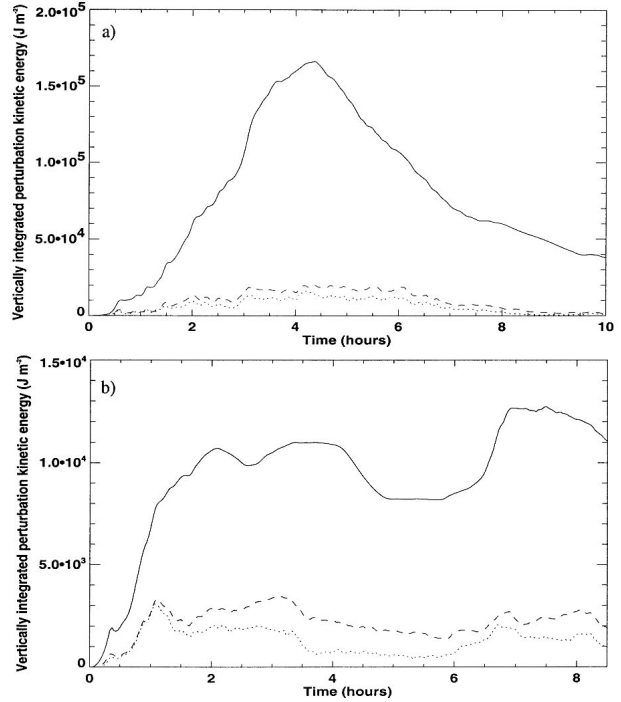 Vertically integrated perturbation kinetic energy (J m⁻²)
2.0•10⁵
a)
1.5•10⁵
1.0•10⁵
5.0•10⁴
0
0 2 4 6 8 10
Time (hours)
Vertically integrated perturbation kinetic energy (J m⁻²)
1.5•10⁴
b)
1.0•10⁴
5.0•10³
0
0 2 4 6 8
Time (hours)